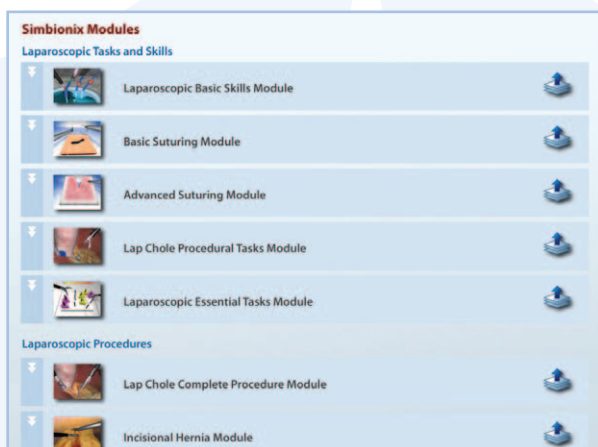 Simbionix Modules
Laparoscopic Tasks and Skills
Laparoscopic Basic Skills Module
Basic Suturing Module
Advanced Suturing Module
Lap Chole Procedural Tasks Module
Laparoscopic Essential Tasks Module
Laparoscopic Procedures
Lap Chole Complete Procedure Module
Incisional Hernia Module